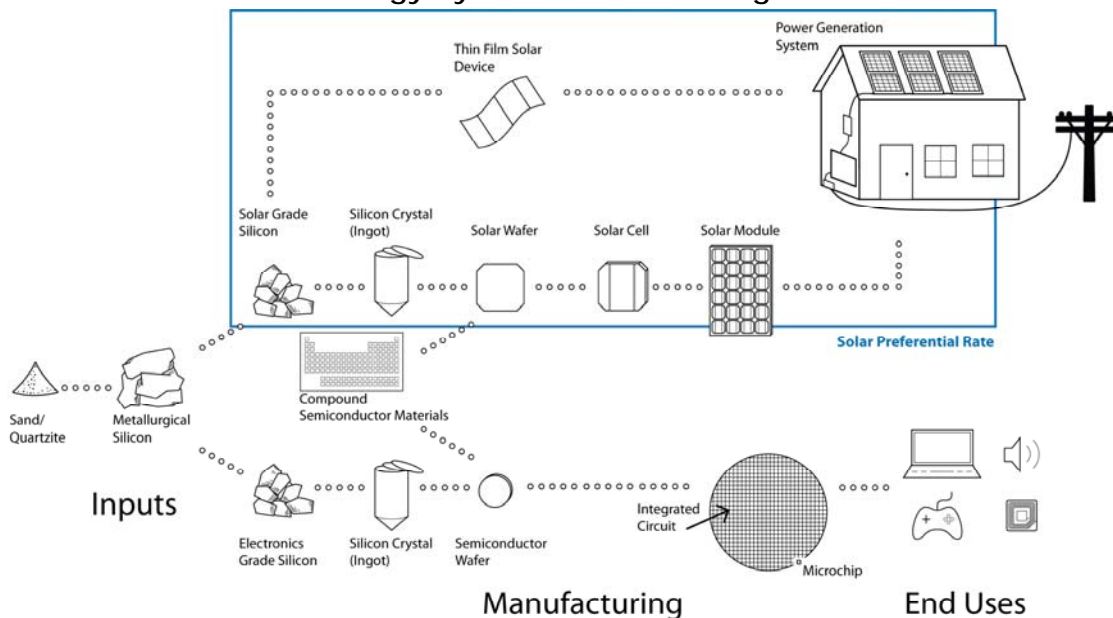 Power Generation
System
Thin Film Solar
Device
Solar Grade
Silicon
Silicon Crystal
(Ingot)
Solar Wafer
Solar Cell
Solar Module
Solar Preferential Rate
Sand/
Quartzite
Metallurgical
Silicon
Compound
Semiconductor Materials
Inputs
Electronics
Grade Silicon
Silicon Crystal
(Ingot)
Semiconductor
Wafer
Integrated
Circuit
Microchip
Manufacturing
End Uses